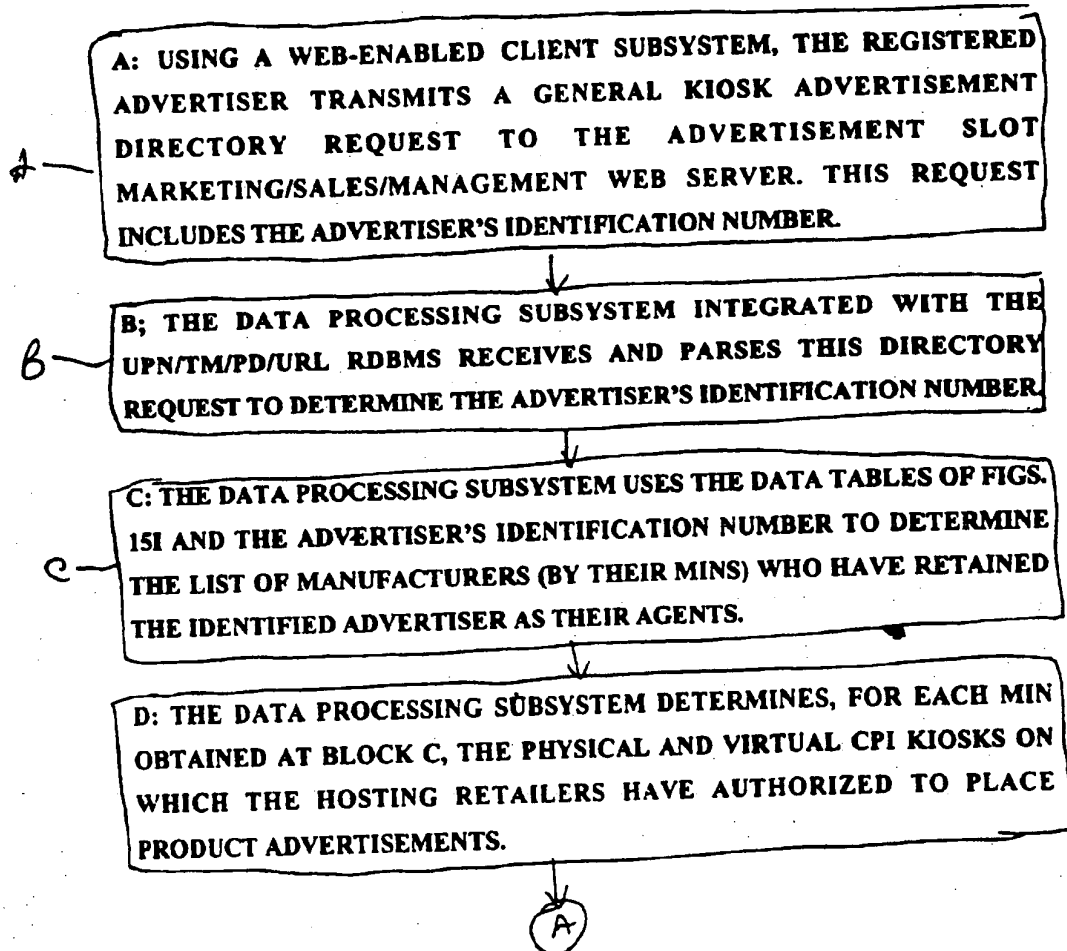 A: USING A WEB-ENABLED CLIENT SUBSYSTEM, THE REGISTERED
ADVERTISER TRANSMITS A GENERAL KIOSK ADVERTISEMENT
DIRECTORY REQUEST TO THE ADVERTISEMENT SLOT
MARKETING/SALES/MANAGEMENT WEB SERVER. THIS REQUEST
INCLUDES THE ADVERTISER'S IDENTIFICATION NUMBER.
B; THE DATA PROCESSING SUBSYSTEM INTEGRATED WITH THE
B UPN/TM/PD/URL RDBMS RECEIVES AND PARSES THIS DIRECTORY
REQUEST TO DETERMINE THE ADVERTISER'S IDENTIFICATION NUMBER.
C: THE DATA PROCESSING SUBSYSTEM USES THE DATA TABLES OF FIGS.
15I AND THE ADVERTISER'S IDENTIFICATION NUMBER TO DETERMINE
C THE LIST OF MANUFACTURERS (BY THEIR MINS) WHO HAVE RETAINED
THE IDENTIFIED ADVERTISER AS THEIR AGENTS.
D: THE DATA PROCESSING SUBSYSTEM DETERMINES, FOR EACH MIN
OBTAINED AT BLOCK C, THE PHYSICAL AND VIRTUAL CPI KIOSKS ON
WHICH THE HOSTING RETAILERS HAVE AUTHORIZED TO PLACE
PRODUCT ADVERTISEMENTS.
A